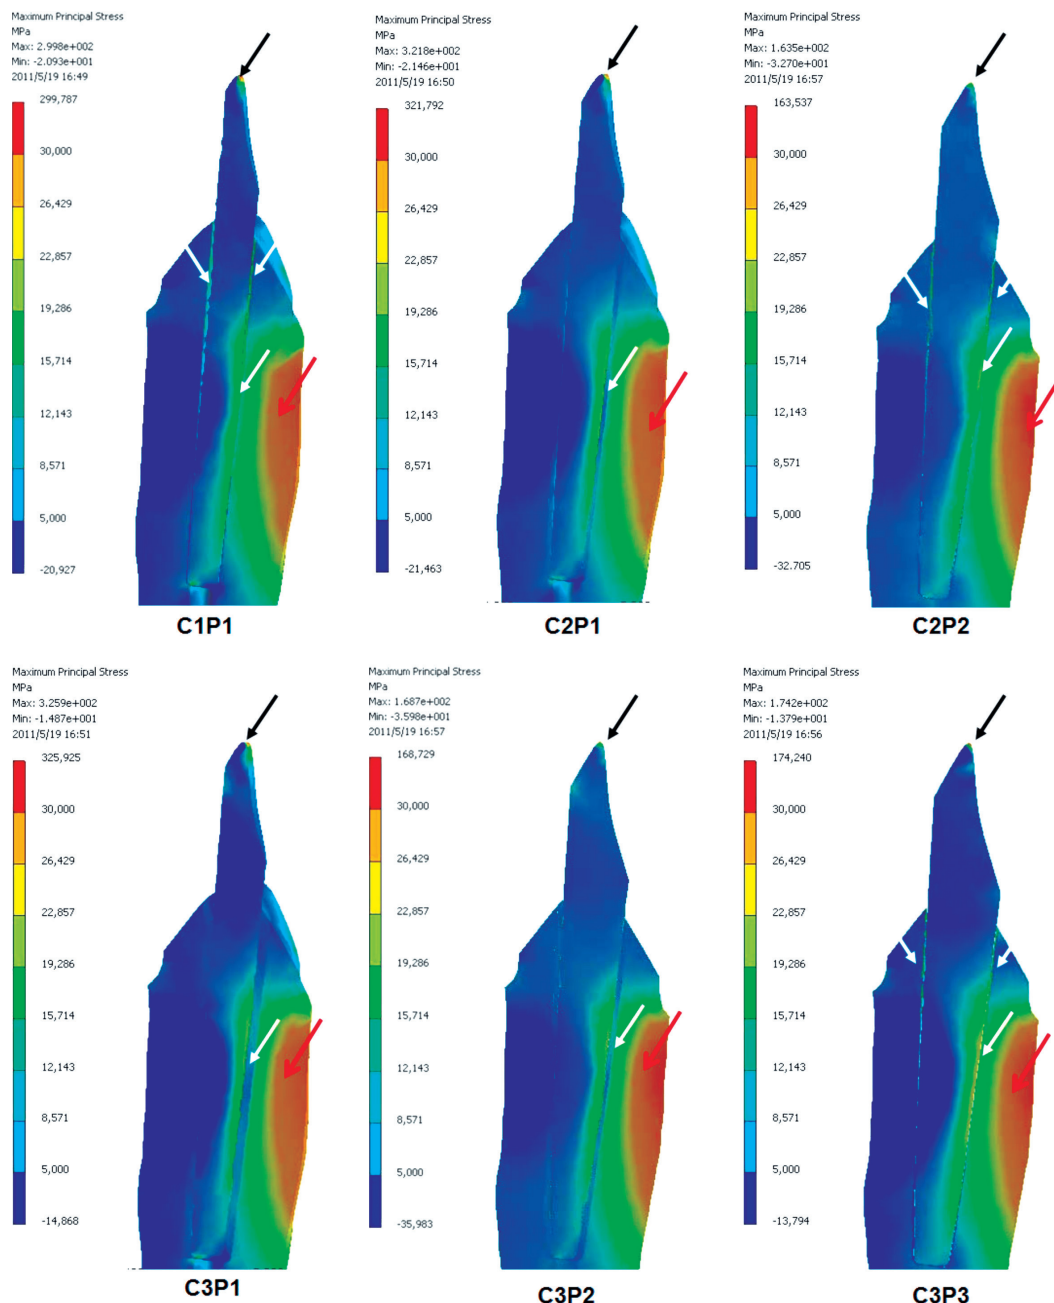 Maximum Principal Stress
MPa
Max: 2.998e+002
Min: -2.093e+001
2011/5/19 16:49
299,787
30,000
26,429
22,857
19,286
15,714
12,143
8,571
5,000
-20,927
C1P1
Maximum Principal Stress
MPa
Max: 3.218e+002
Min: -2.146e+001
2011/5/19 16:50
321,792
30,000
26,429
22,857
19,286
15,714
12,143
8,571
5,000
-21,463
C2P1
Maximum Principal Stress
MPa
Max: 1.635e+002
Min: -3.270e+001
2011/5/19 16:57
163,537
30,000
26,429
22,857
19,286
15,714
12,143
8,571
5,000
-32.705
C2P2
Maximum Principal Stress
MPa
Max: 3.259e+002
Min: -1.487e+001
2011/5/19 16:51
325,925
30,000
26,429
22,857
19,286
15,714
12,143
8,571
5,000
-14,868
C3P1
Maximum Principal Stress
MPa
Max: 1.687e+002
Min: -3.598e+001
2011/5/19 16:57
168,729
30,000
26,429
22,857
19,286
15,714
12,143
8,571
5,000
-35,983
C3P2
Maximum Principal Stress
MPa
Max: 1.742e+002
Min: -1.379e+001
2011/5/19 16:56
174,240
30,000
26,429
22,857
19,286
15,714
12,143
8,571
5,000
-13,794
C3P3